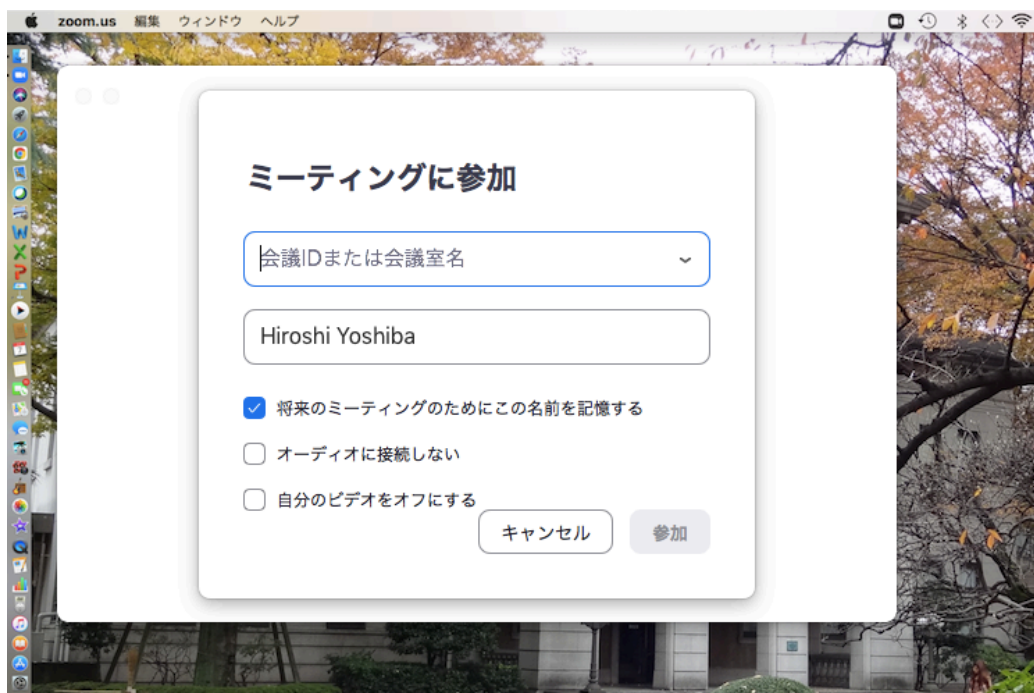 zoom.us 編集 ウィンドウ ヘルプ
ミーティングに参加
会議IDまたは会議室名
Hiroshi Yoshiba
将来のミーティングのためにこの名前を記憶する
オーディオに接続しない
自分のビデオをオフにする
キャンセル 参加